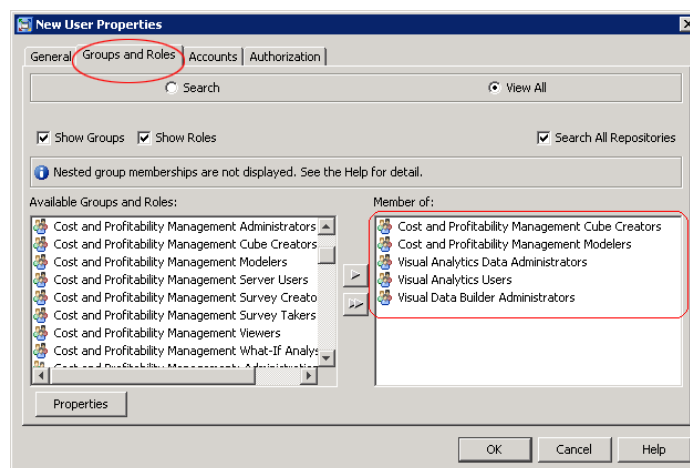 New User Properties
General Groups and Roles Accounts Authorization
Search View All
Show Groups Show Roles Search All Repositories
Nested group memberships are not displayed. See the Help for detail.
Available Groups and Roles: Member of:
Cost and Profitability Management Administrators
Cost and Profitability Management Cube Creators
Cost and Profitability Management Modelers
Cost and Profitability Management Server Users
Cost and Profitability Management Survey Creato
Cost and Profitability Management Survey Takers
Cost and Profitability Management Viewers
Cost and Profitability Management What-If Analys
Cost and Profitability Management: Administration
Cost and Profitability Management Cube Creators
Cost and Profitability Management Modelers
Visual Analytics Data Administrators
Visual Analytics Users
Visual Data Builder Administrators
Properties
OK Cancel Help